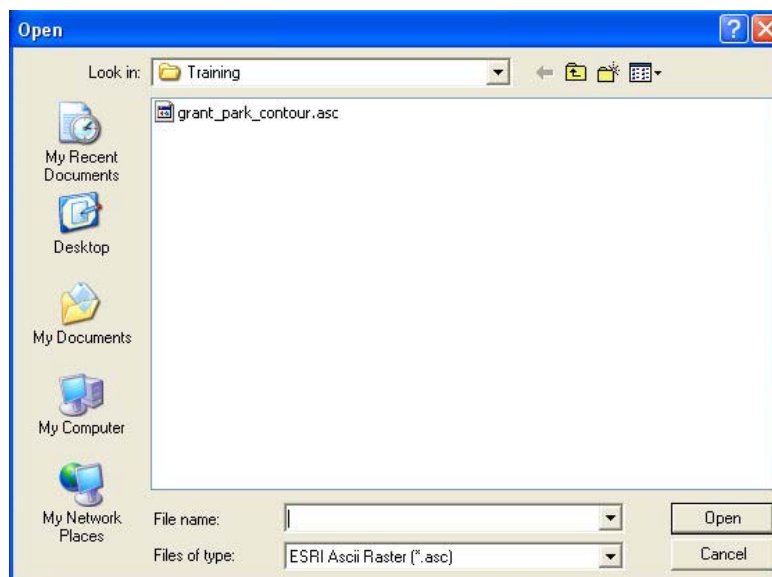 Open
Look in: Training
grant_park_contour.asc
My Recent
Documents
Desktop
My Documents
My Computer
My Network
Places
File name:
Open
Files of type: ESRI Ascii Raster (*.asc)
Cancel